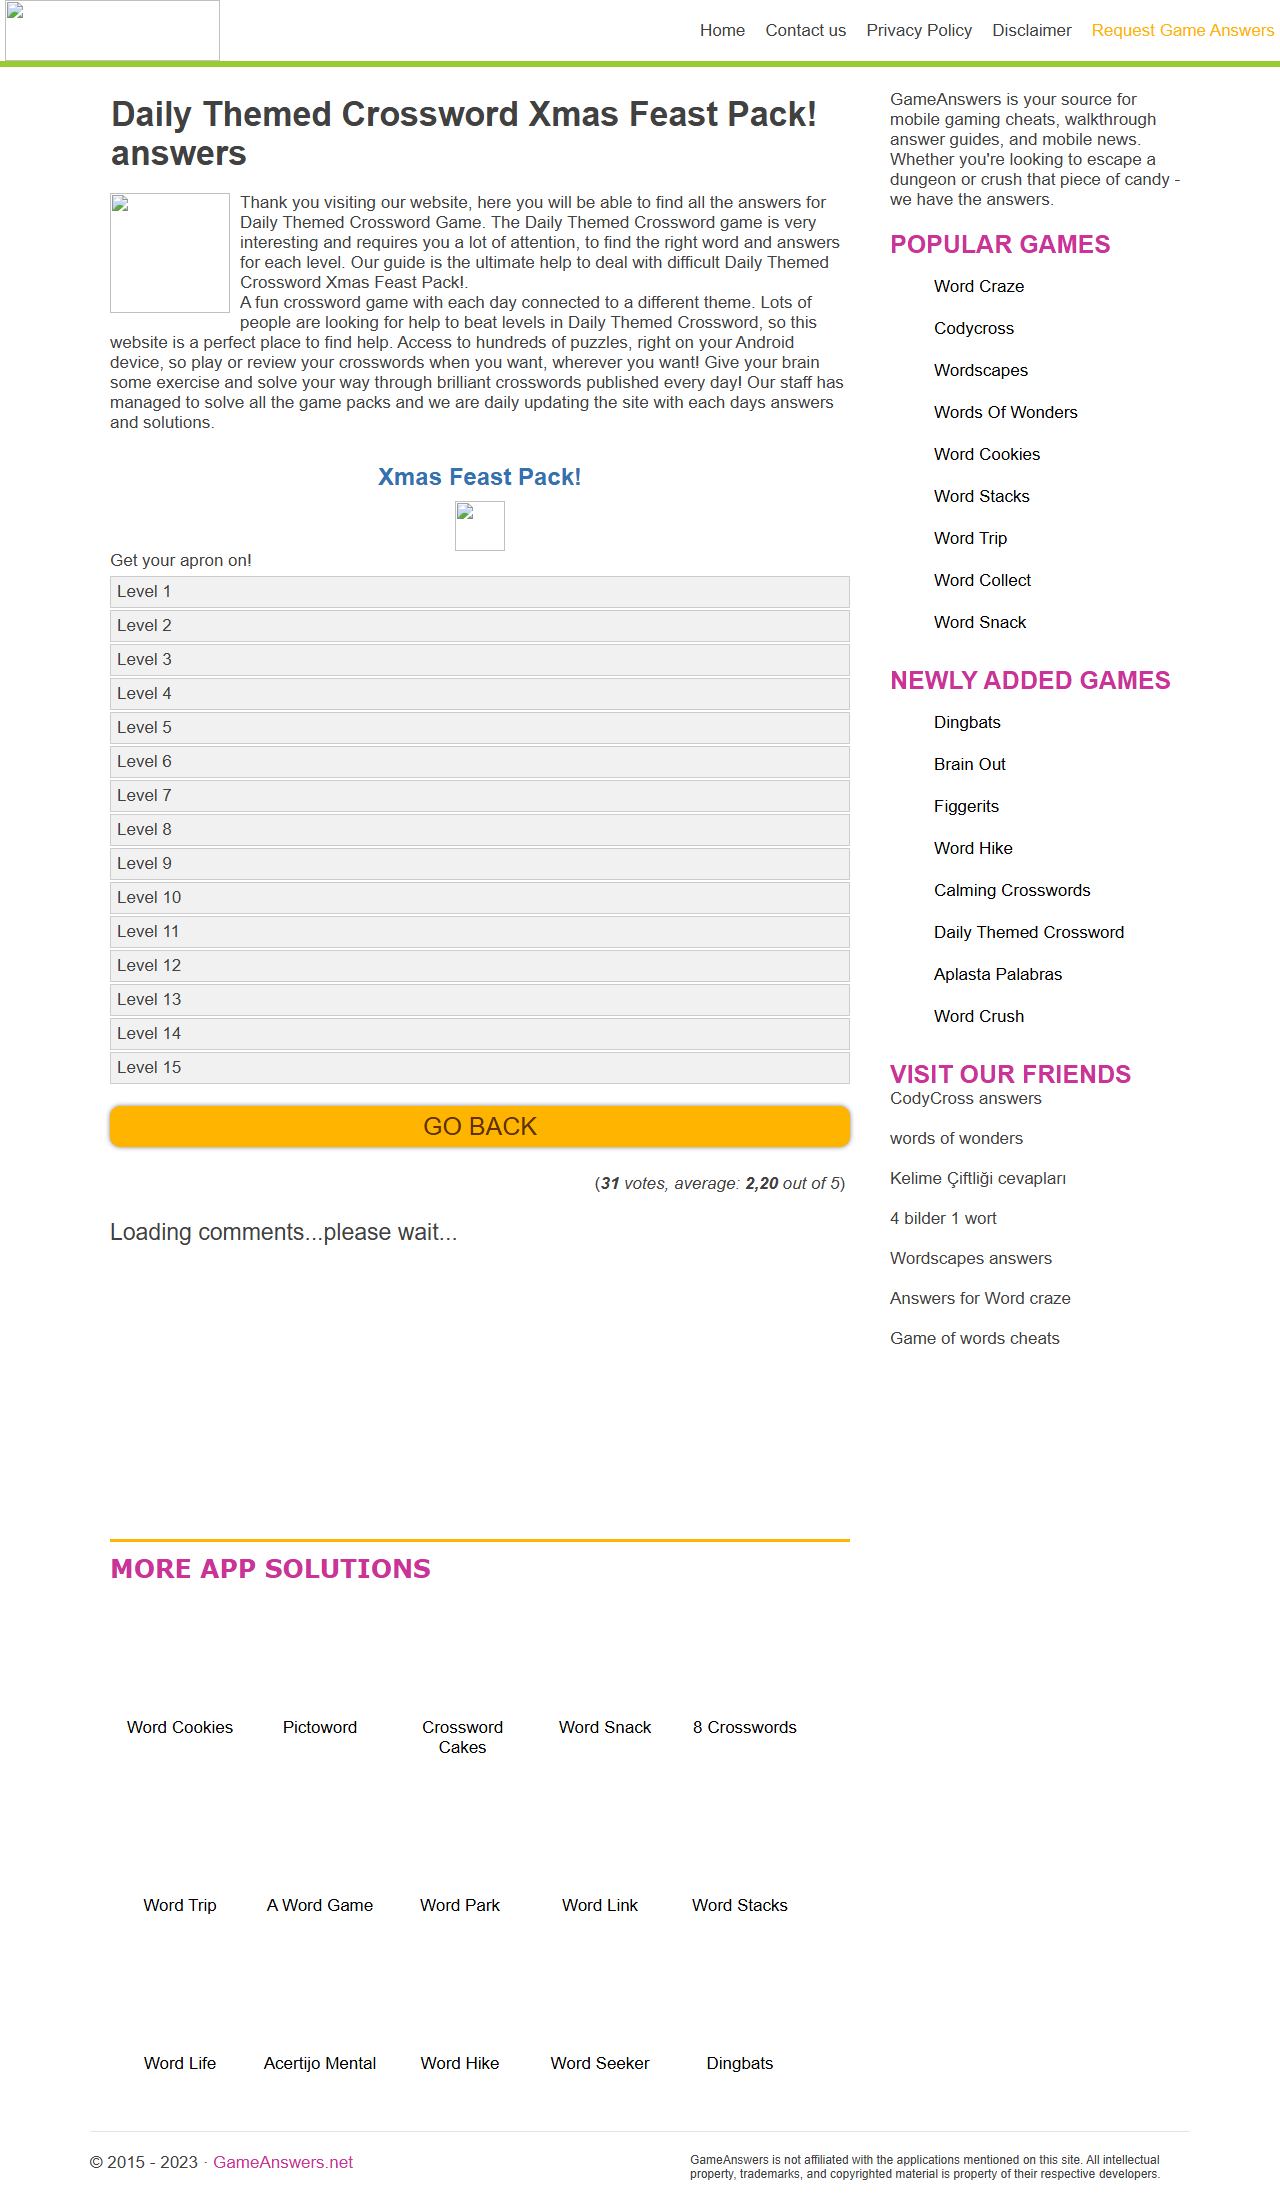 Home Contact us Privacy Policy Disclaimer Request Game Answers
Daily Themed Crossword Xmas Feast Pack!
answers
Thank you visiting our website, here you will be able to find all the answers for
Daily Themed Crossword Game. The Daily Themed Crossword game is very
interesting and requires you a lot of attention, to find the right word and answers
for each level. Our guide is the ultimate help to deal with difficult Daily Themed
Crossword Xmas Feast Pack!.
A fun crossword game with each day connected to a different theme. Lots of
people are looking for help to beat levels in Daily Themed Crossword, so this
website is a perfect place to find help. Access to hundreds of puzzles, right on your Android
device, so play or review your crosswords when you want, wherever you want! Give your brain
some exercise and solve your way through brilliant crosswords published every day! Our staff has
managed to solve all the game packs and we are daily updating the site with each days answers
and solutions.
Xmas Feast Pack!
Get your apron on!
Level 1
Level 2
Level 3
Level 4
Level 5
Level 6
Level 7
Level 8
Level 9
Level 10
Level 11
Level 12
Level 13
Level 14
Level 15
GO BACK
(31 votes, average: 2,20 out of 5)
Loading comments...please wait...
GameAnswers is your source for
mobile gaming cheats, walkthrough
answer guides, and mobile news.
Whether you're looking to escape a
dungeon or crush that piece of candy -
we have the answers.
POPULAR GAMES
Word Craze
Codycross
Wordscapes
Words Of Wonders
Word Cookies
Word Stacks
Word Trip
Word Collect
Word Snack
NEWLY ADDED GAMES
Dingbats
Brain Out
Figgerits
Word Hike
Calming Crosswords
Daily Themed Crossword
Aplasta Palabras
Word Crush
VISIT OUR FRIENDS
CodyCross answers
words of wonders
Kelime Çiftliği cevapları
4 bilder 1 wort
Wordscapes answers
Answers for Word craze
Game of words cheats
MORE APP SOLUTIONS
Word Cookies Pictoword Crossword Cakes Word Snack 8 Crosswords
Word Trip A Word Game Word Park Word Link Word Stacks
Word Life Acertijo Mental Word Hike Word Seeker Dingbats
© 2015 - 2023 · GameAnswers.net
GameAnswers is not affiliated with the applications mentioned on this site. All intellectual
property, trademarks, and copyrighted material is property of their respective developers.